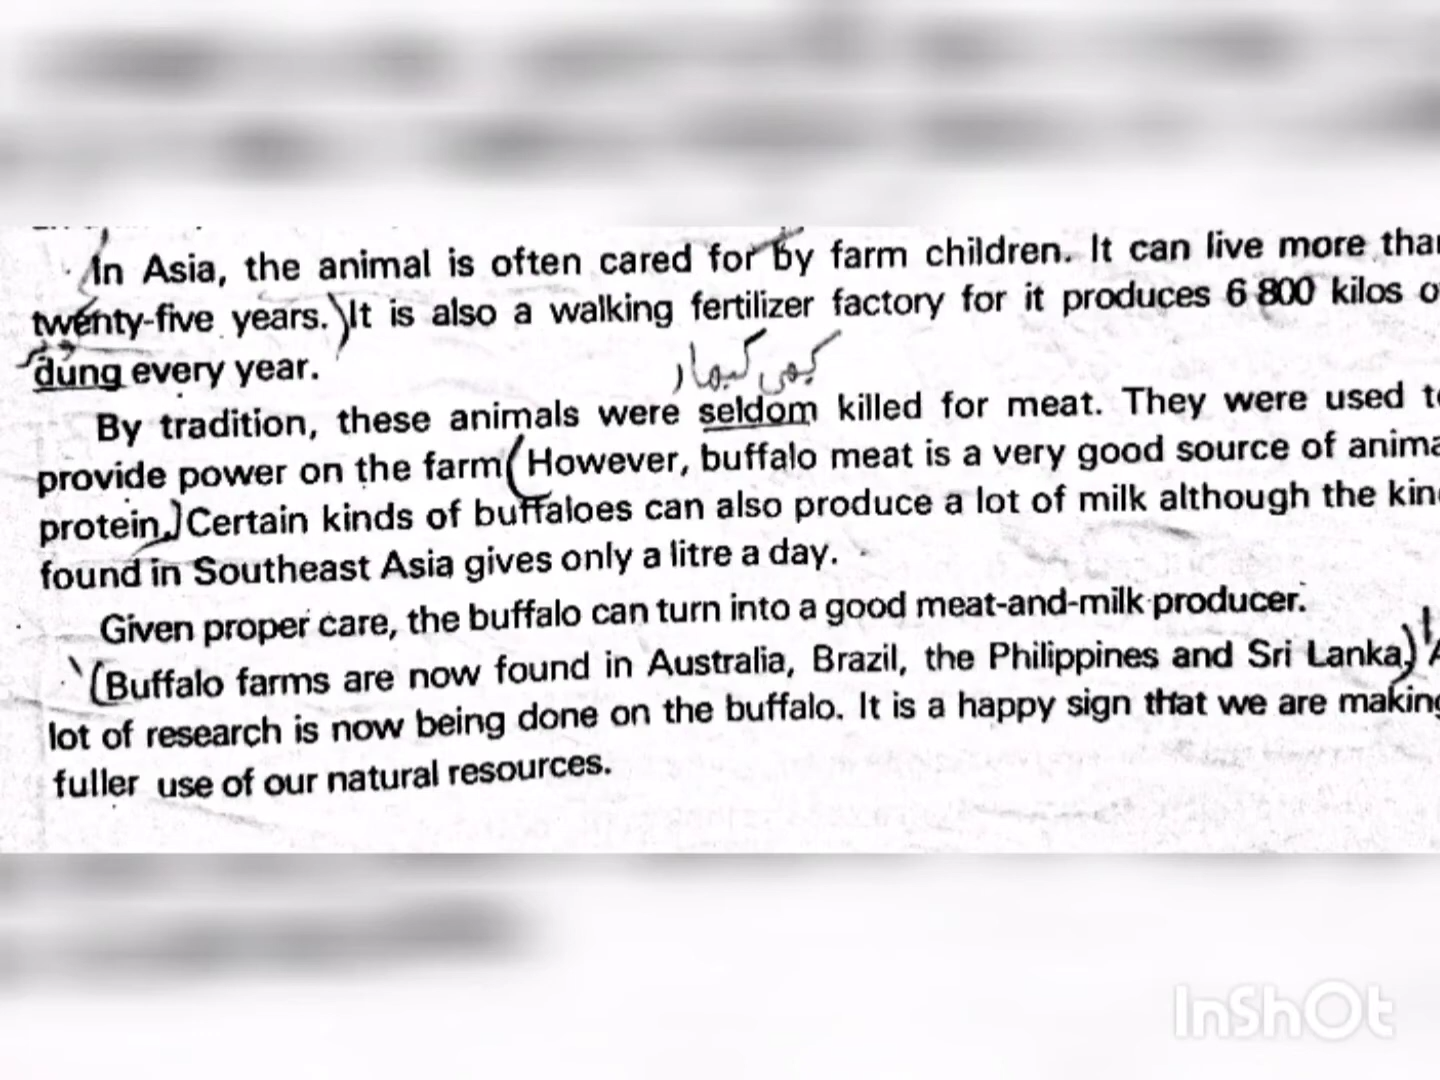 In Asia, the animal is often cared for by farm children. It can live more than
twenty-five years. It is also a walking fertilizer factory for it produces 6 800 kilos of
dung every year.
کبھی کبھار
By tradition, these animals were seldom killed for meat. They were used to
provide power on the farm (However, buffalo meat is a very good source of anima
protein.) Certain kinds of buffaloes can also produce a lot of milk although the kin
found in Southeast Asia gives only a litre a day.
Given proper care, the buffalo can turn into a good meat-and-milk producer.
(Buffalo farms are now found in Australia, Brazil, the Philippines and Sri Lanka.) A
lot of research is now being done on the buffalo. It is a happy sign that we are making
fuller use of our natural resources.
InShOt